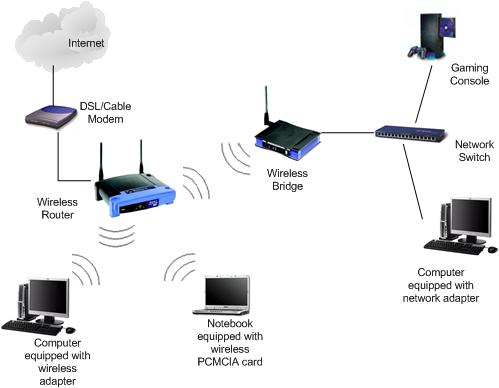 Internet
DSL/Cable
Modem
Wireless
Router
Wireless
Bridge
Gaming
Console
Network
Switch
Computer
equipped with
network adapter
Computer
equipped with
wireless
adapter
Notebook
equipped with
wireless
PCMCIA card